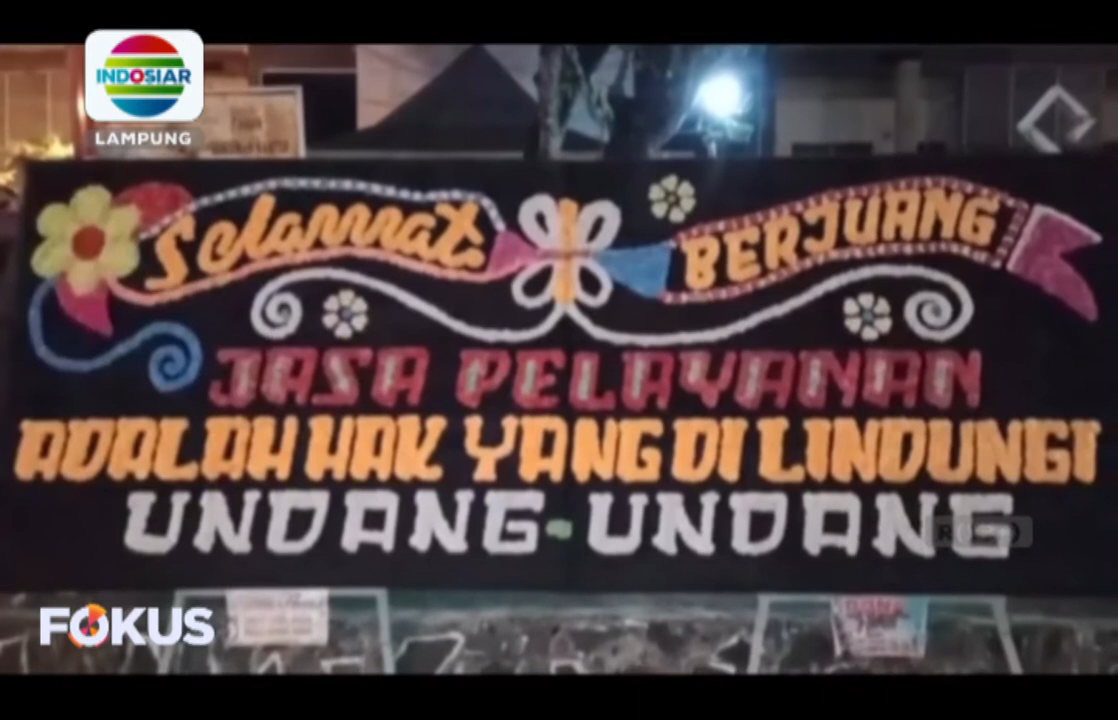 INDOSIAR
LAMPUNG
Selamat BERJUANG
JASA PELAYANAN
ADALAH HAK YANG DI LINDUNGI
UNDANG-UNDANG
FOKUS